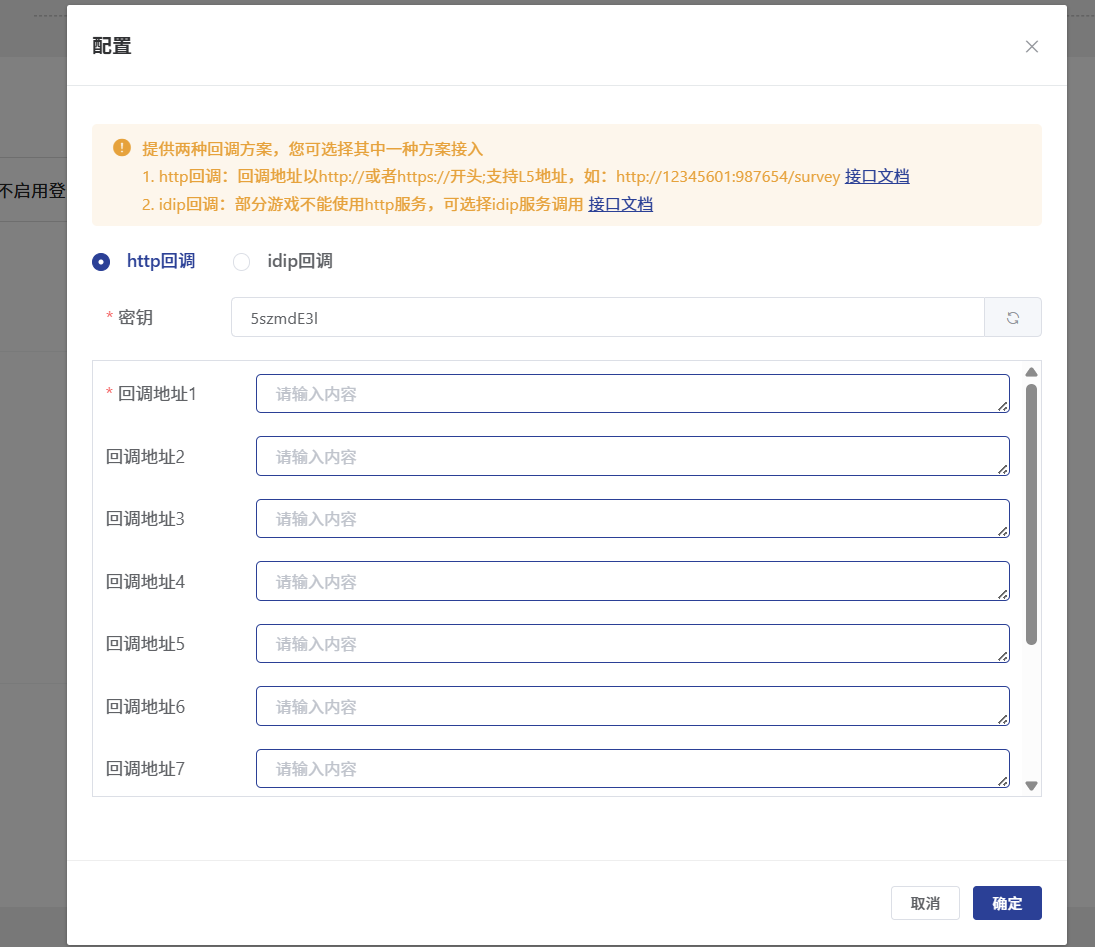 配置
提供两种回调方案，您可选择其中一种方案接入
1. http回调：回调地址以http://或者https://开头;支持L5地址，如：http://12345601:987654/survey 接口文档
2. idip回调：部分游戏不能使用http服务，可选择idip服务调用 接口文档
不启用登
http回调 idip回调
* 密钥 5szmdE3l
* 回调地址1 请输入内容
回调地址2 请输入内容
回调地址3 请输入内容
回调地址4 请输入内容
回调地址5 请输入内容
回调地址6 请输入内容
回调地址7 请输入内容
取消 确定